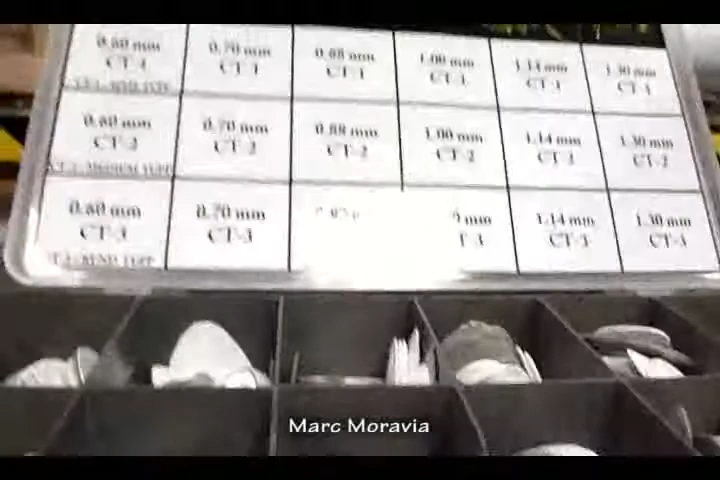 0.60 mm 0.70 mm 0.88 mm 1.00 mm 1.14 mm 1.30 mm
CT-1 CT-1 CT-1 CT-1 CT-1 CT-1
0.60 mm 0.70 mm 0.88 mm 1.00 mm 1.14 mm 1.30 mm
CT-2 CT-2 CT-2 CT-2 CT-2 CT-2
0.60 mm 0.70 mm mm 1.14 mm 1.30 mm
CT-3 CT-3 CT-3 CT-3
Marc Moravia